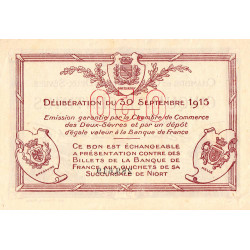 DÉLIBÉRATION DU 30 SEPTEMBRE 1915
0F50
Emission garantie par la Chambre de Commerce
des Deux-Sèvres et par un dépôt
d'égale valeur à la Banque de France
CE BON EST ÉCHANGEABLE
A PRÉSENTATION CONTRE DES
BILLETS DE LA BANQUE DE
FRANCE AUX GUICHETS DE SA
SUCCURSALE DE NIORT